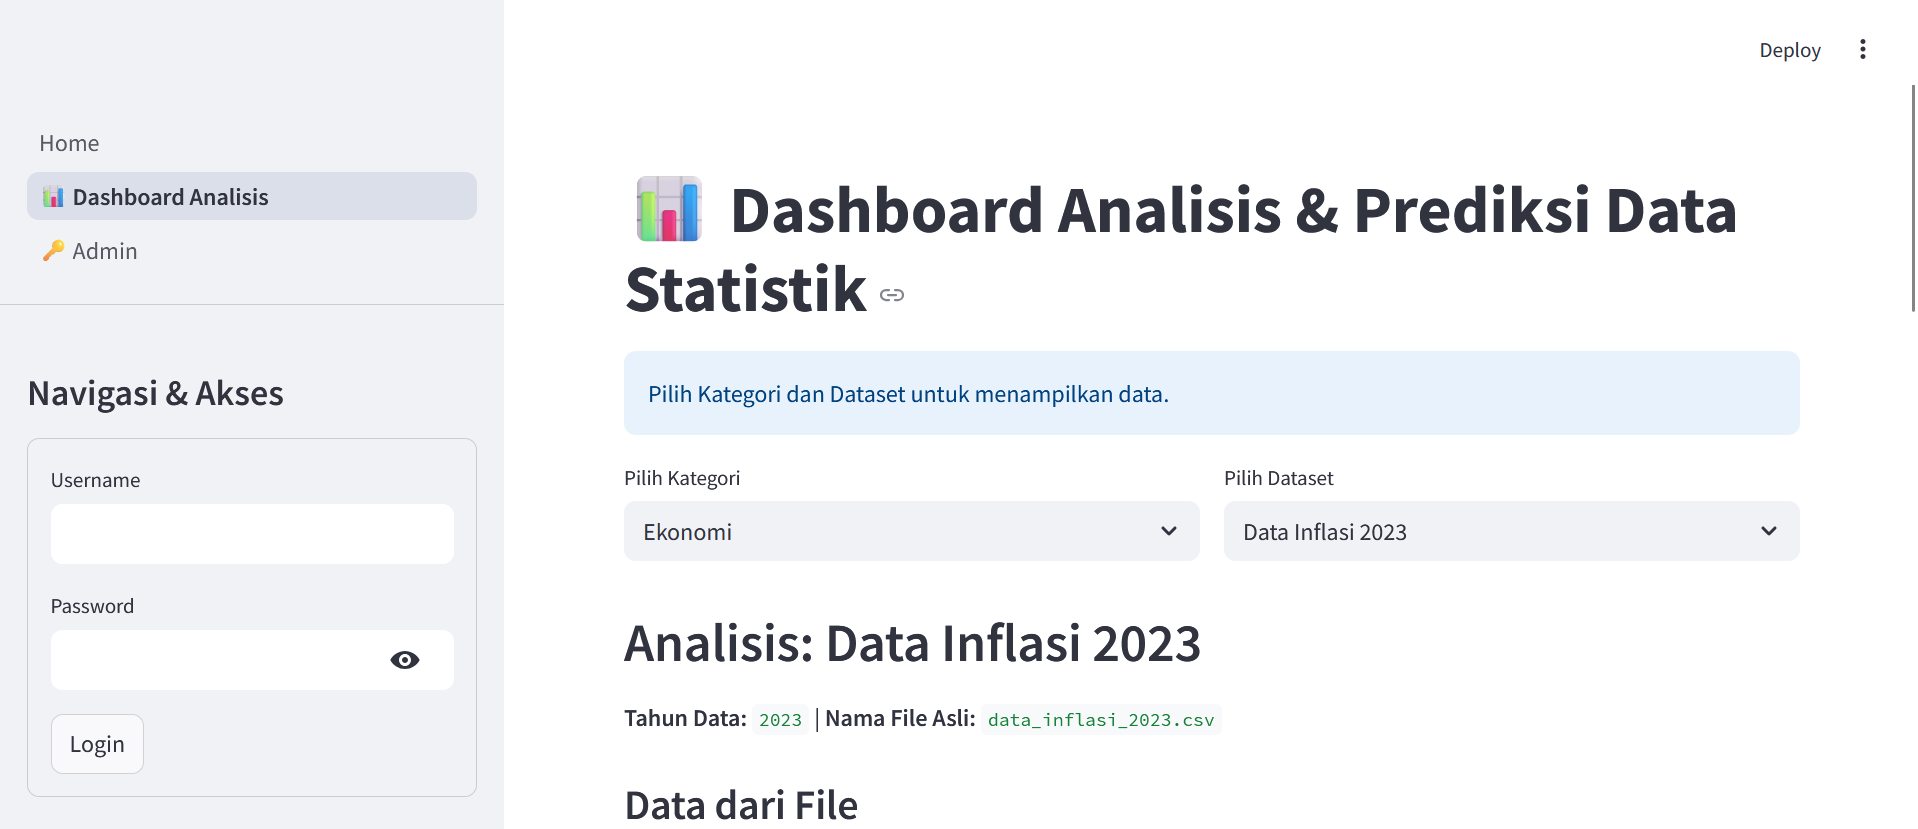 Home
📊 Dashboard Analisis
🔑 Admin
Navigasi & Akses
Username
Password
Login
Deploy
📊 Dashboard Analisis & Prediksi Data
Statistik
Pilih Kategori dan Dataset untuk menampilkan data.
Pilih Kategori
Ekonomi
Pilih Dataset
Data Inflasi 2023
Analisis: Data Inflasi 2023
Tahun Data: 2023 | Nama File Asli: data_inflasi_2023.csv
Data dari File